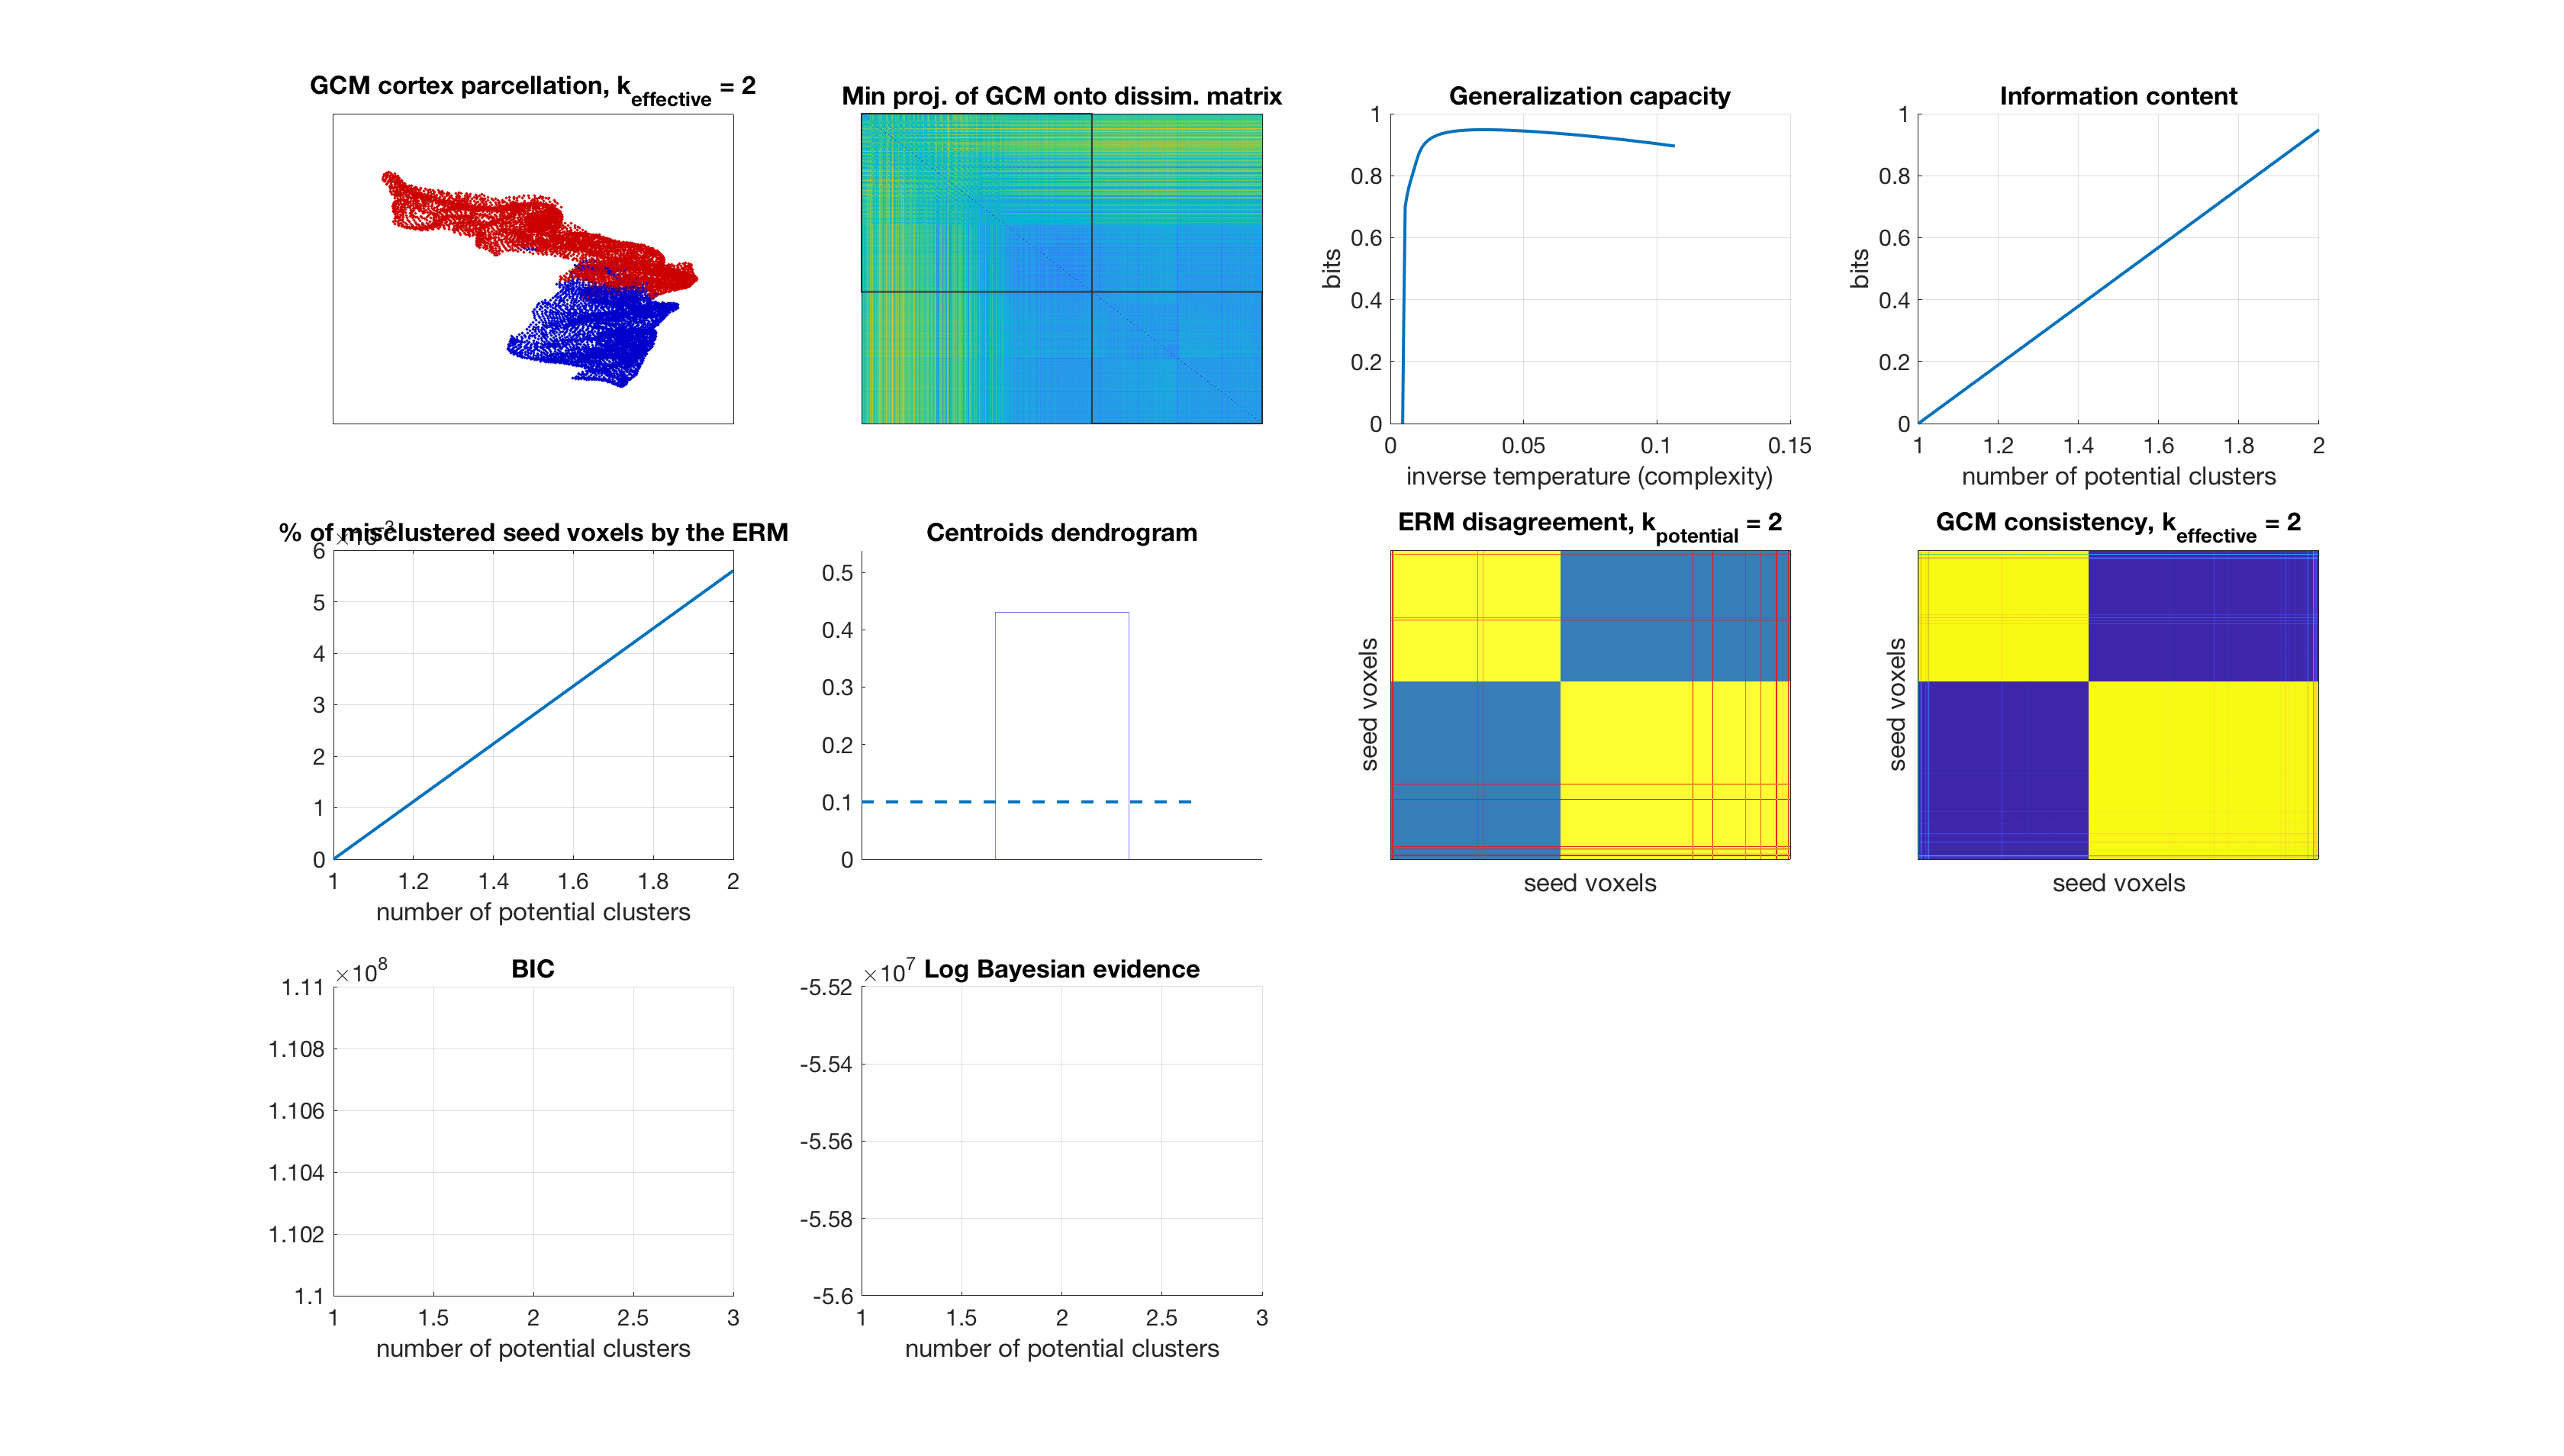 GCM cortex parcellation, k_effective = 2
Min proj. of GCM onto dissim. matrix
Generalization capacity
1
0.8
0.6
0.4
0.2
0
bits
0 0.05 0.1 0.15
inverse temperature (complexity)
Information content
1
0.8
0.6
0.4
0.2
0
bits
1 1.2 1.4 1.6 1.8 2
number of potential clusters
% of misclustered seed voxels by the ERM
×10^-3
6
5
4
3
2
1
0
1 1.2 1.4 1.6 1.8 2
number of potential clusters
Centroids dendrogram
0.5
0.4
0.3
0.2
0.1
0
ERM disagreement, k_potential = 2
seed voxels
seed voxels
GCM consistency, k_effective = 2
seed voxels
seed voxels
BIC
×10^8
1.11
1.108
1.106
1.104
1.102
1.1
1 1.5 2 2.5 3
number of potential clusters
×10^7 Log Bayesian evidence
-5.52
-5.54
-5.56
-5.58
-5.6
1 1.5 2 2.5 3
number of potential clusters